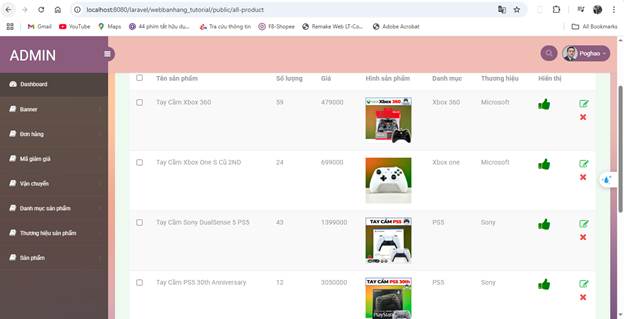 localhost:8080/laravel/webbanhang_tutorial/public/all-product
Gmail YouTube Maps 44 phim tất hữu dụ... Tra cứu thông tin F8-Shopee Remake Web LT-Co... Adobe Acrobat All Bookmarks
ADMIN
Poghao
Dashboard
Banner
Đơn hàng
Mã giảm giá
Vận chuyển
Danh mục sản phẩm
Thương hiệu sản phẩm
Sản phẩm
Tên sản phẩm Số lượng Giá Hình sản phẩm Danh mục Thương hiệu Hiển thị
Tay Cầm Xbox 360 59 479000 Xbox 360 Xbox 360 Microsoft
Tay Cầm Xbox One S Cũ 2ND 24 699000 Xbox one Microsoft
Tay Cầm Sony DualSense 5 PS5 43 1399000 TAY CẦM PS5 PS5 Sony
Tay Cầm PS5 30th Anniversary 12 3050000 TAY CẦM PS5 30TH PS5 Sony
PlayStati